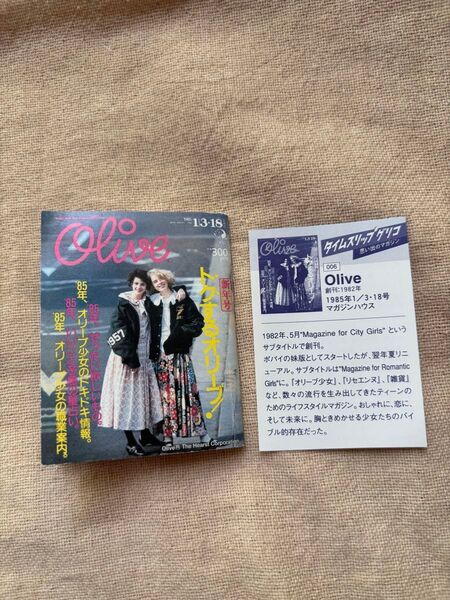 1985
1/3・18
Olive
300
新年号
ドキドキオリーブ!
'85年、オリーブ少女のドキドキ情報。
'85年、オリーブ少女の職業案内。
1957
Oliveとthe Hearst Corporation
タイムスリップグリコ
思い出のマガジン
006
Olive
創刊:1982年
1985年1/3・18号
マガジンハウス
1982年、5月"Magazine for City Girls" という
サブタイトルで創刊。
ポパイの妹版としてスタートしたが、翌年夏リニ
ューアル。サブタイトルは"Magazine for Romantic
Girls"に。「オリーブ少女」、「リセエンヌ」、「雑貨」
など、数々の流行を生み出してきたティーンの
ためのライフスタイルマガジン。おしゃれに、恋に、
そして未来に。胸ときめかせる少女たちのバイ
ブル的存在だった。